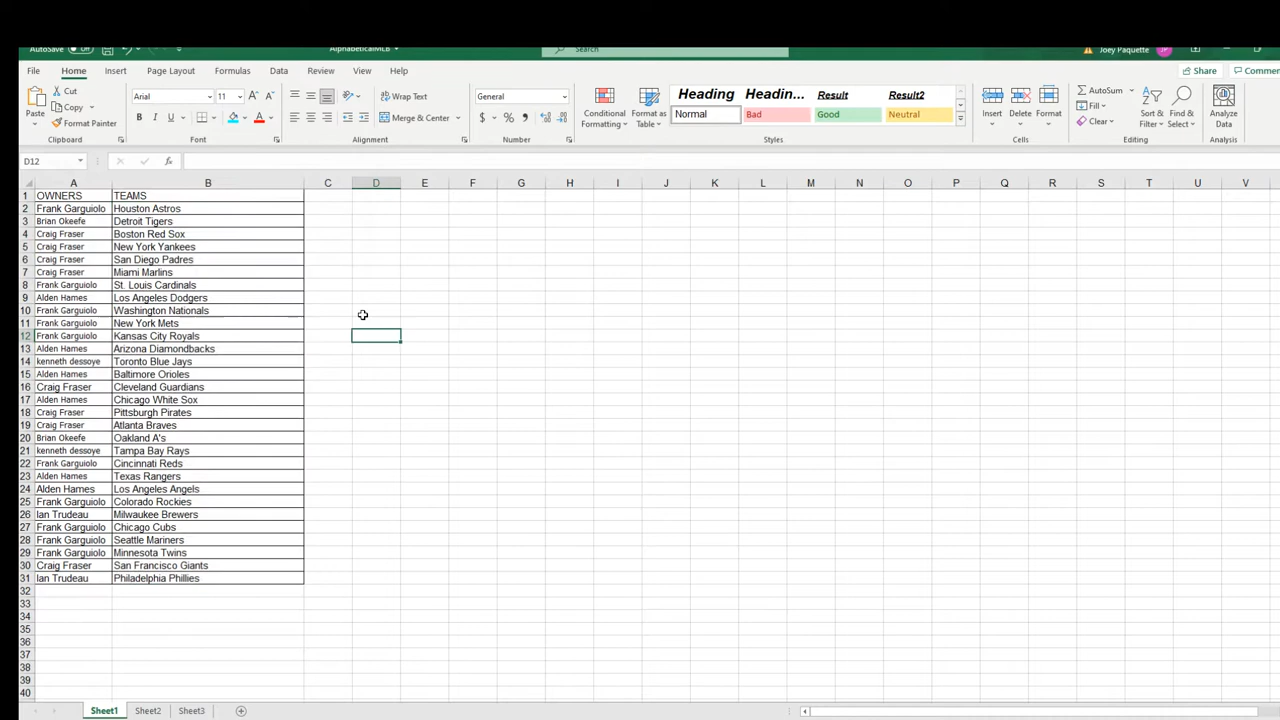 AutoSave Off AlphabeticalMLB Search Joey Paquette JP
File Home Insert Page Layout Formulas Data Review View Help Share Commen
Paste Cut Copy Format Painter Clipboard
Arial 11 A A B I U A Font
Wrap Text Merge & Center Alignment
General $ % Number
Conditional Formatting Format as Table
Heading Headin... Result Result2
Normal Bad Good Neutral
Styles
Insert Delete Format Cells
AutoSum Fill Clear Sort & Filter Find & Select Editing
Analyze Data Analysis
D12 fx
A B C D E F G H I J K L M N O P Q R S T U V
1 OWNERS TEAMS
2 Frank Garguiolo Houston Astros
3 Brian Okeefe Detroit Tigers
4 Craig Fraser Boston Red Sox
5 Craig Fraser New York Yankees
6 Craig Fraser San Diego Padres
7 Craig Fraser Miami Marlins
8 Frank Garguiolo St. Louis Cardinals
9 Alden Hames Los Angeles Dodgers
10 Frank Garguiolo Washington Nationals
11 Frank Garguiolo New York Mets
12 Frank Garguiolo Kansas City Royals
13 Alden Hames Arizona Diamondbacks
14 kenneth dessoye Toronto Blue Jays
15 Alden Hames Baltimore Orioles
16 Craig Fraser Cleveland Guardians
17 Alden Hames Chicago White Sox
18 Craig Fraser Pittsburgh Pirates
19 Craig Fraser Atlanta Braves
20 Brian Okeefe Oakland A's
21 kenneth dessoye Tampa Bay Rays
22 Frank Garguiolo Cincinnati Reds
23 Alden Hames Texas Rangers
24 Alden Hames Los Angeles Angels
25 Frank Garguiolo Colorado Rockies
26 Ian Trudeau Milwaukee Brewers
27 Frank Garguiolo Chicago Cubs
28 Frank Garguiolo Seattle Mariners
29 Frank Garguiolo Minnesota Twins
30 Craig Fraser San Francisco Giants
31 Ian Trudeau Philadelphia Phillies
32
33
34
35
36
37
38
39
40
Sheet1 Sheet2 Sheet3